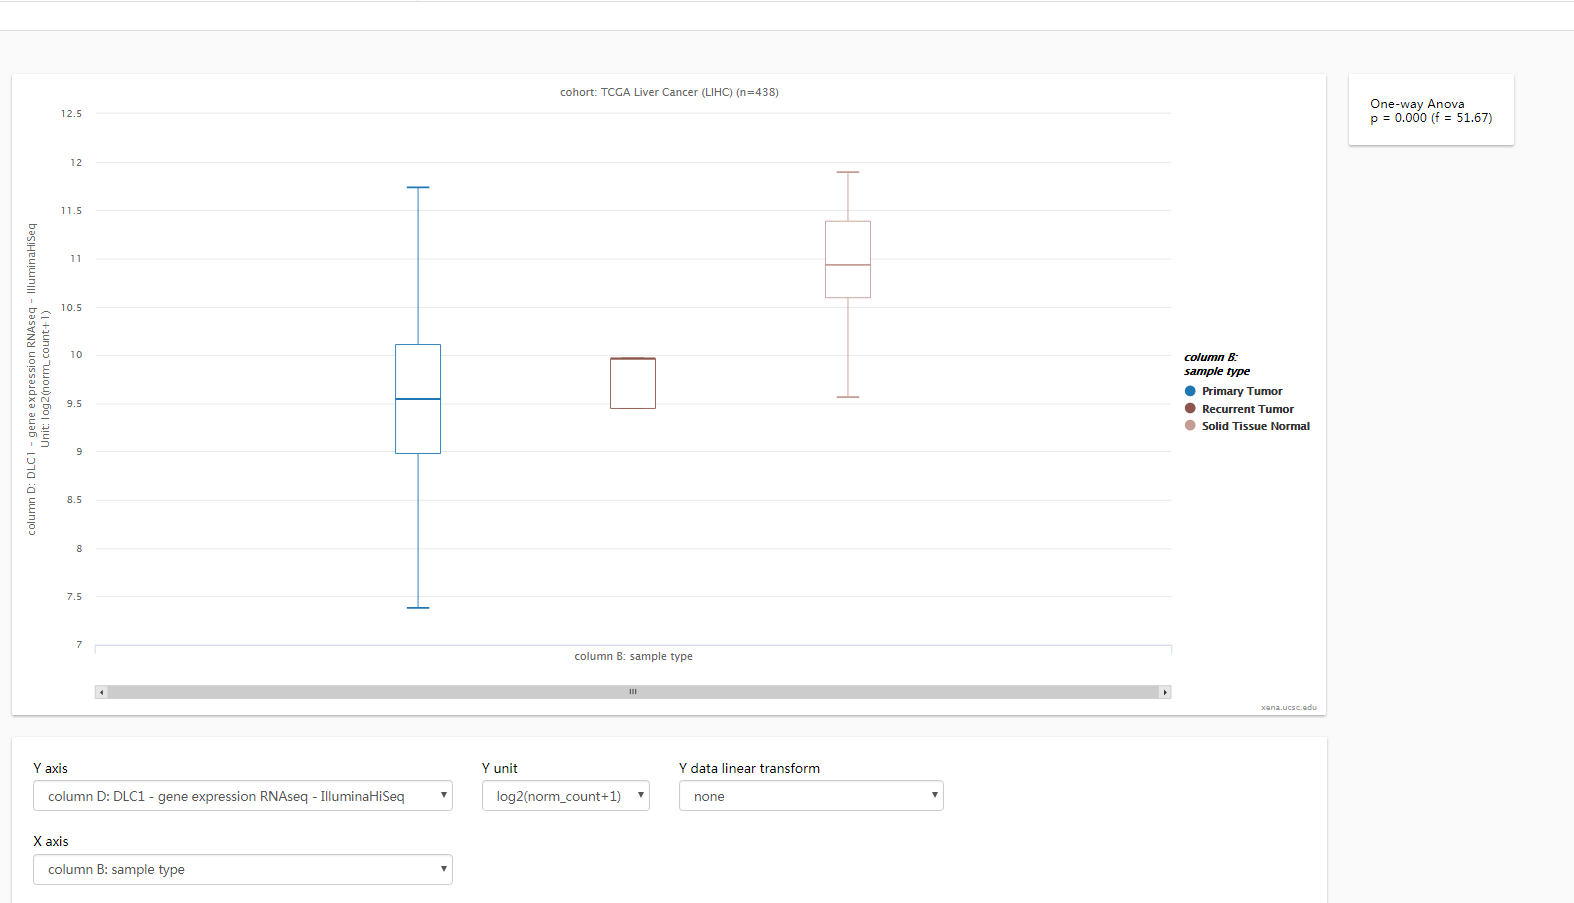 cohort: TCGA Liver Cancer (LIHC) (n=438)
One-way Anova
p = 0.000 (f = 51.67)
column D: DLC1 - gene expression RNAseq - IlluminaHiSeq
Unit: log2(norm_count+1)
12.5
12
11.5
11
10.5
10
9.5
9
8.5
8
7.5
7
column B: sample type
column B:
sample type
Primary Tumor
Recurrent Tumor
Solid Tissue Normal
xena.ucsc.edu
Y axis
column D: DLC1 - gene expression RNAseq - IlluminaHiSeq
Y unit
log2(norm_count+1)
Y data linear transform
none
X axis
column B: sample type